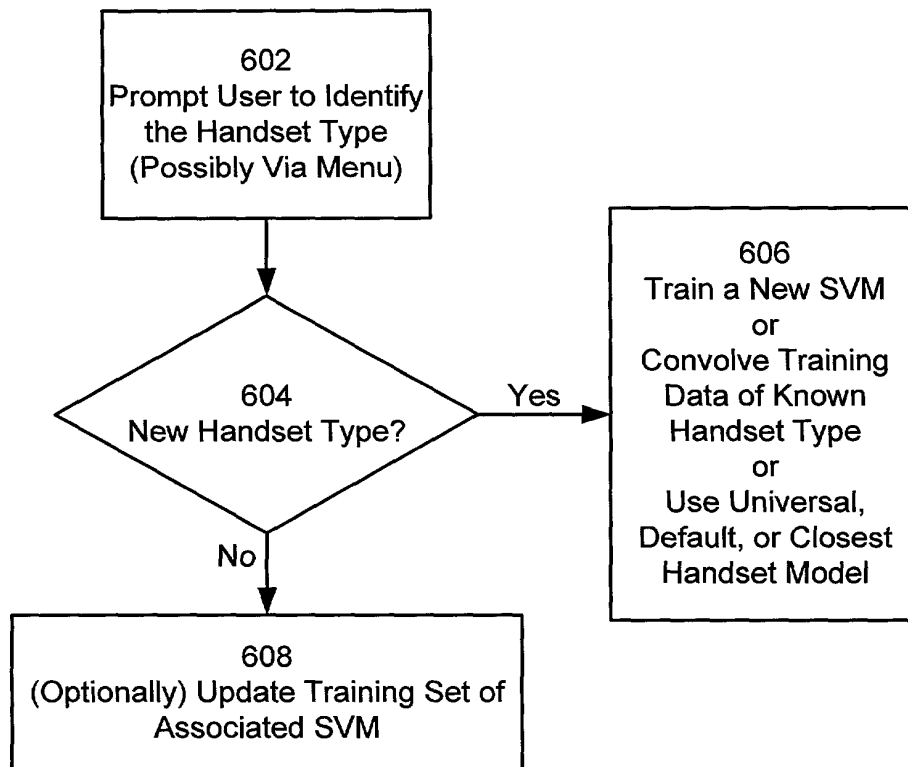 602
Prompt User to Identify
the Handset Type
(Possibly Via Menu)
604
New Handset Type?
Yes
606
Train a New SVM
or
Convolve Training
Data of Known
Handset Type
or
Use Universal,
Default, or Closest
Handset Model
No
608
(Optionally) Update Training Set of
Associated SVM